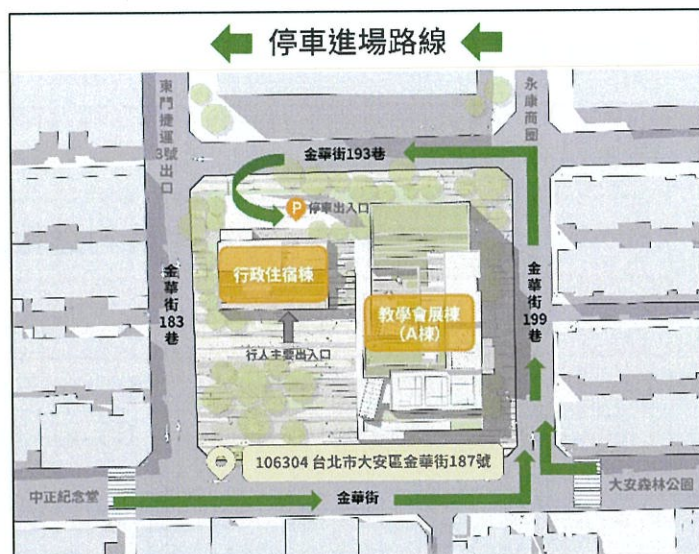 停車進場路線
東門捷運3號出口
永康商圈
金華街193巷
P 停車出入口
行政住宿棟
金華街183巷
教學會展棟
(A棟)
金華街199巷
行人主要出入口
106304 台北市大安區金華街187號
中正紀念堂
金華街
大安森林公園